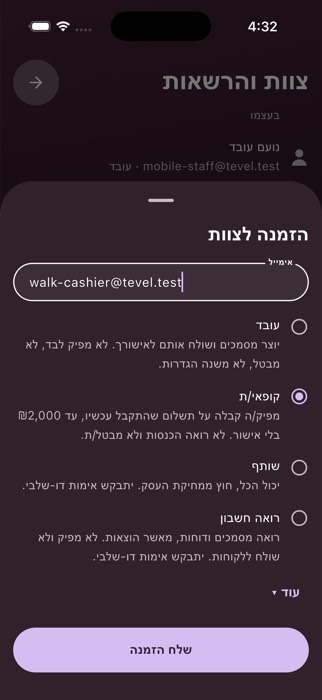 4:32
צוות והרשאות
בעצמו
נועם עובד
mobile-staff@tevel.test · עובד
הזמנה לצוות
אימייל
walk-cashier@tevel.test
עובד
יוצר מסמכים ושולח אותם לאישורך. לא מפיק לבד, לא
מבטל, לא משנה הגדרות.
קופאי/ת
מפיק/ה קבלה על תשלום שהתקבל עכשיו, עד ₪2,000
בלי אישור. לא רואה הכנסות ולא מבטל/ת.
שותף
יכול הכל, חוץ ממחיקת העסק. יתבקש אימות דו-שלבי.
רואה חשבון
רואה מסמכים ודוחות, מאשר הוצאות. לא מפיק ולא
שולח ללקוחות. יתבקש אימות דו-שלבי.
עוד ▾
שלח הזמנה